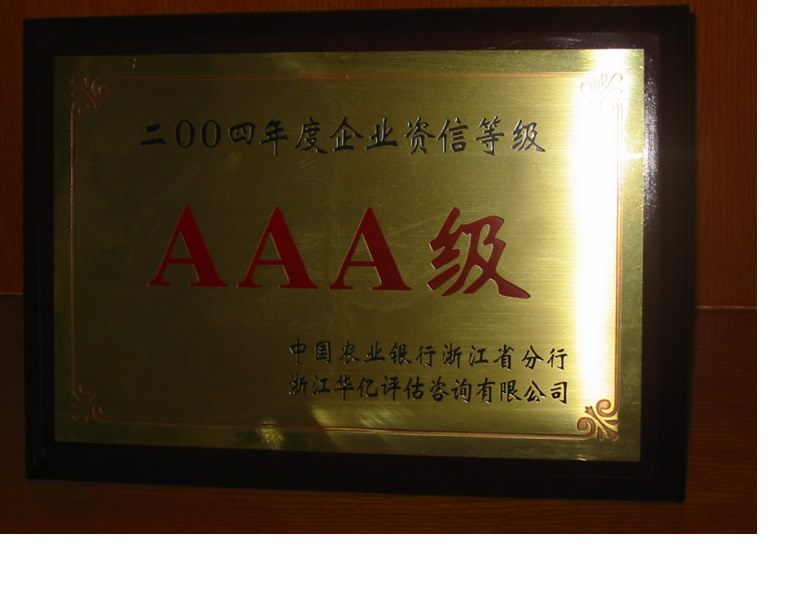 二00四年度企业资信等级
AAA级
中国农业银行浙江省分行
浙江华亿评估咨询有限公司